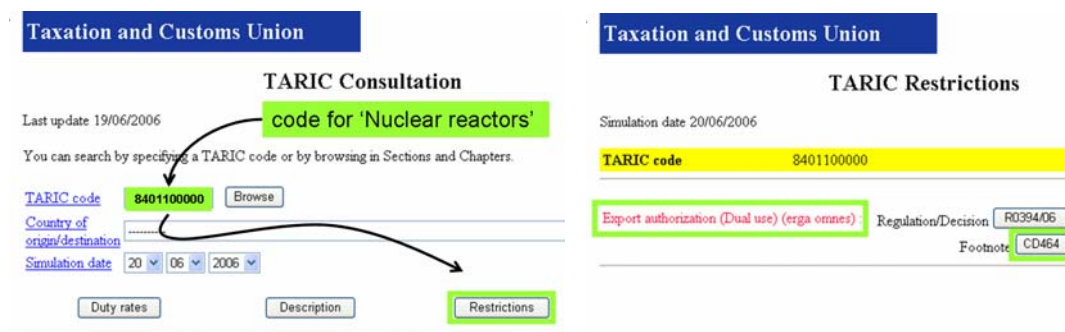 Taxation and Customs Union
TARIC Consultation
Last update 19/06/2006
code for ‘Nuclear reactors’
You can search by specifying a TARIC code or by browsing in Sections and Chapters.
TARIC code 8401100000 Browse
Country of
origin/destination ----------
Simulation date 20 06 2006
Duty rates Description Restrictions
Taxation and Customs Union
TARIC Restrictions
Simulation date 20/06/2006
TARIC code 8401100000
Export authorization (Dual use) (erga omnes) : Regulation/Decision R0394/06
Footnote CD464